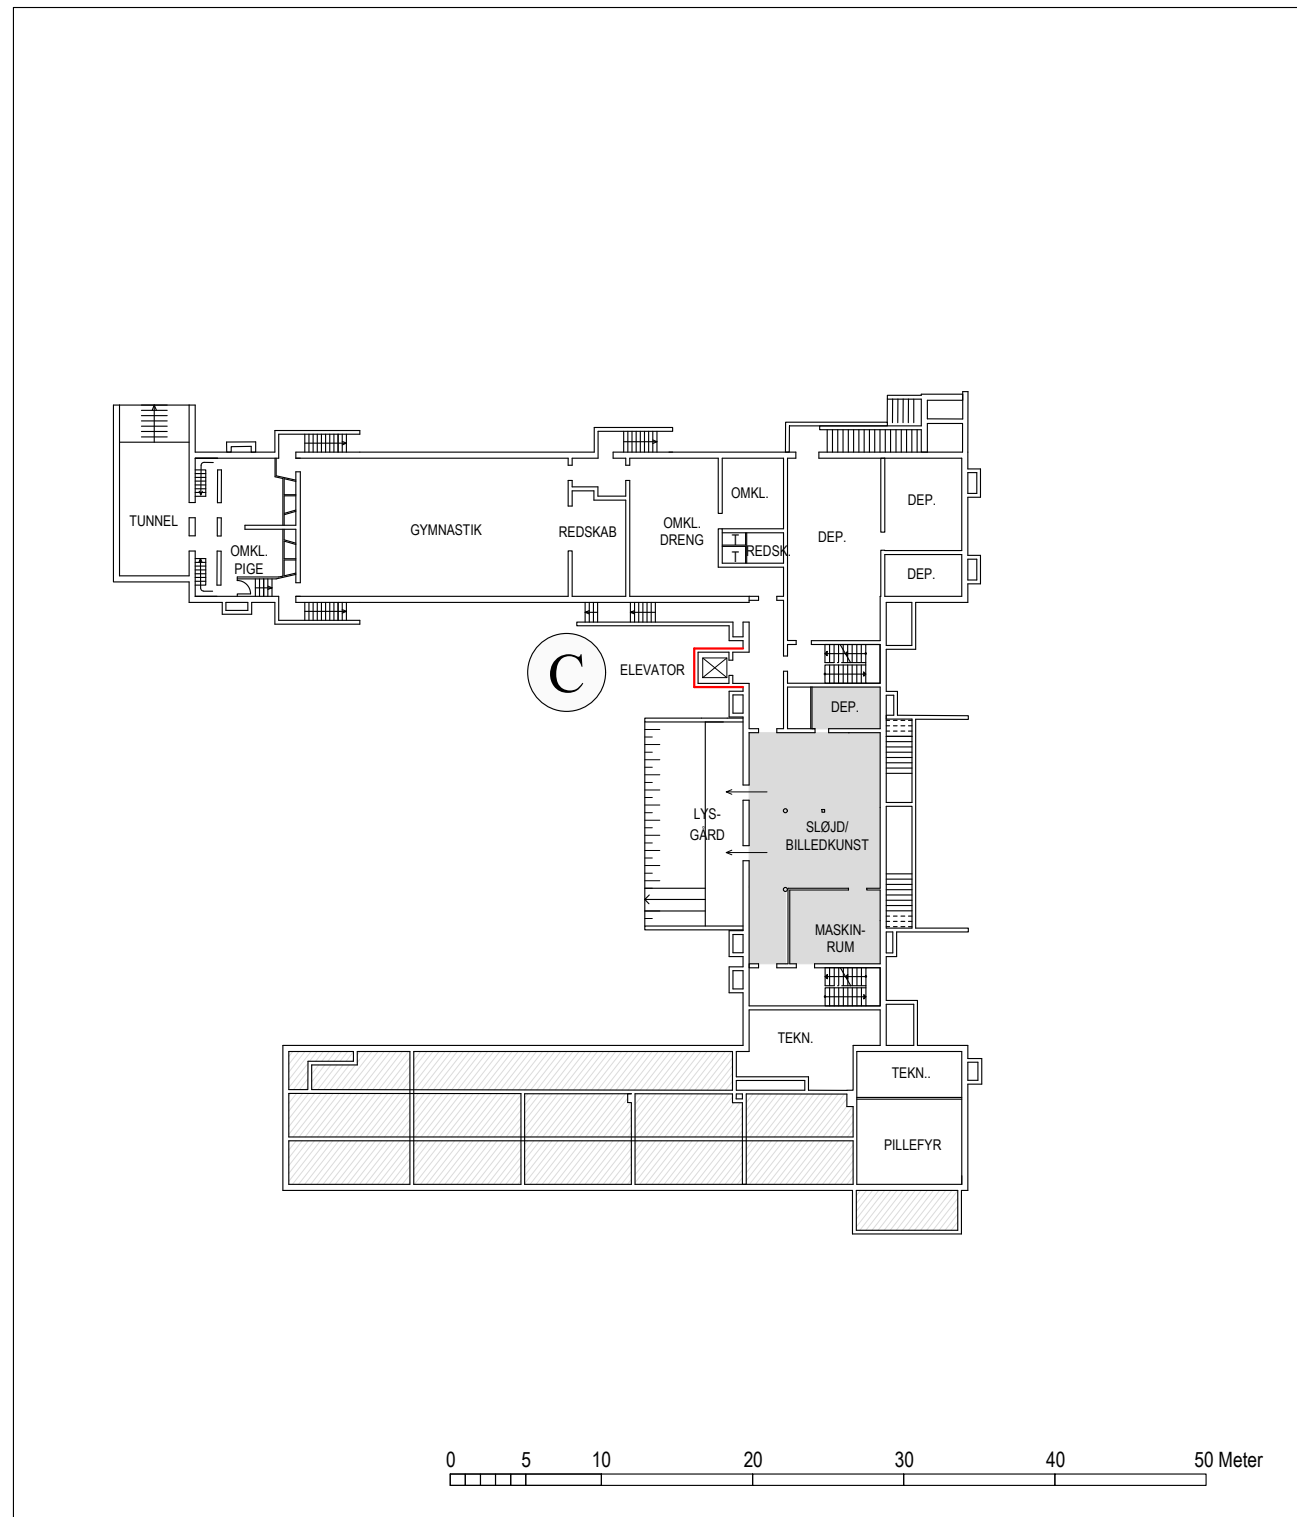 TUNNEL
OMKL.
PIGE
GYMNASTIK
REDSKAB
OMKL.
DRENG
OMKL.
T
T
REDSK.
DEP.
DEP.
DEP.
C
ELEVATOR
DEP.
LYS-
GÅRD
SLØJD/
BILLEDKUNST
MASKIN-
RUM
TEKN.
TEKN..
PILLEFYR
0 5 10 20 30 40 50 Meter